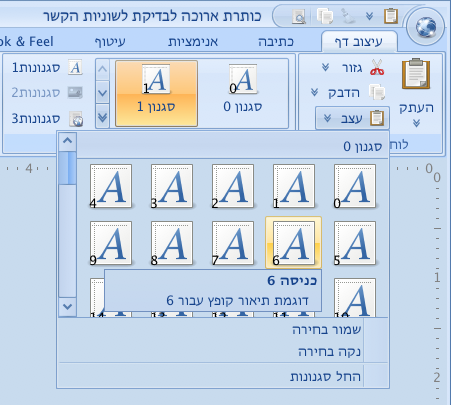 כותרת ארוכה לבדיקת לשוניות הקשר
עיצוב דף
כתיבה
אנימציות
עיטוף
k & Feel
גזור
הדבק
עצב
העתק
לוח
סגנון 0
0
סגנון 1
1
סגנונות1
סגנונות2
סגנונות3
סגנון 0
0 1 2 3 4
5 6 7 8 9
כניסה 6
דוגמת תיאור קופץ עבור 6
שמור בחירה
נקה בחירה
החל סגנונות
0
4
0
1
2